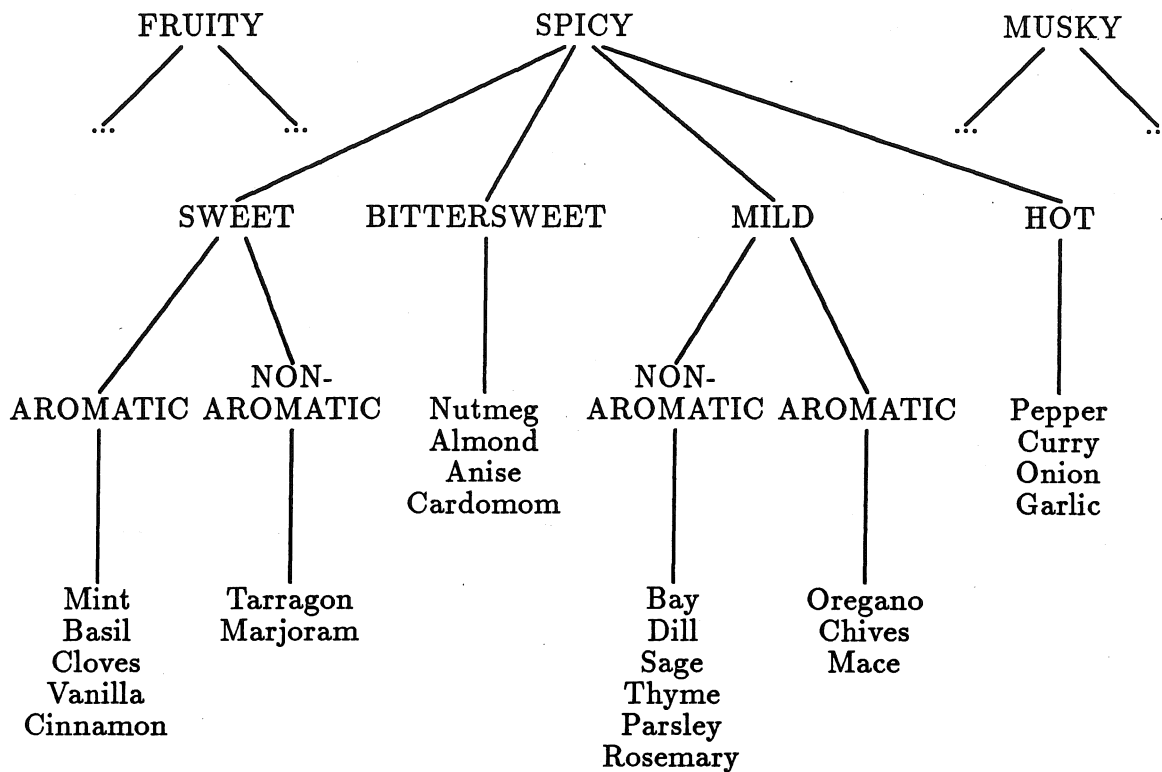 FRUITY SPICY MUSKY
... ... ... ...
SWEET BITTERSWEET MILD HOT
AROMATIC
NON-
AROMATIC
Nutmeg
Almond
Anise
Cardomom
NON-
AROMATIC
AROMATIC
Pepper
Curry
Onion
Garlic
Mint
Basil
Cloves
Vanilla
Cinnamon
Tarragon
Marjoram
Bay
Dill
Sage
Thyme
Parsley
Rosemary
Oregano
Chives
Mace